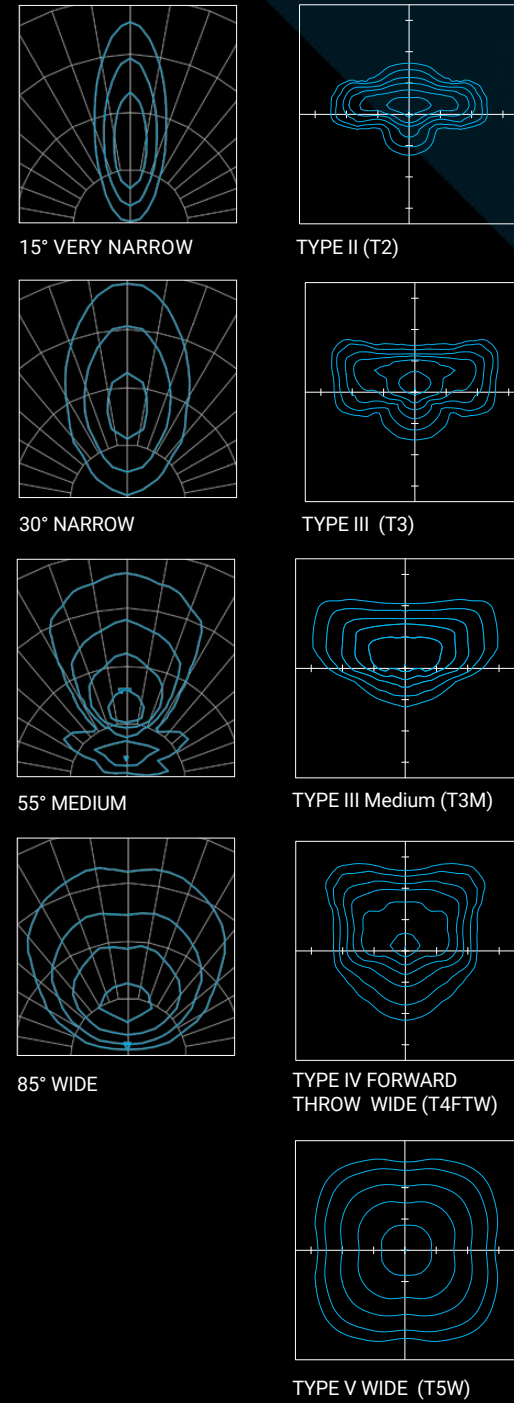 15° VERY NARROW
TYPE II (T2)
30° NARROW
TYPE III (T3)
55° MEDIUM
TYPE III Medium (T3M)
85° WIDE
TYPE IV FORWARD
THROW WIDE (T4FTW)
TYPE V WIDE (T5W)